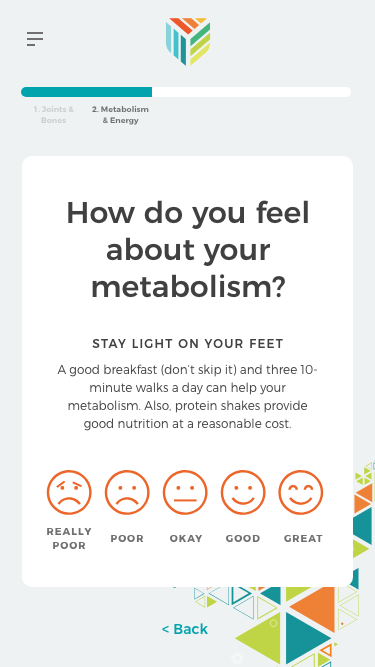 1. Joints & Bones
2. Metabolism & Energy
How do you feel
about your
metabolism?
STAY LIGHT ON YOUR FEET
A good breakfast (don't skip it) and three 10-
minute walks a day can help your
metabolism. Also, protein shakes provide
good nutrition at a reasonable cost.
REALLY POOR
POOR
OKAY
GOOD
GREAT
< Back